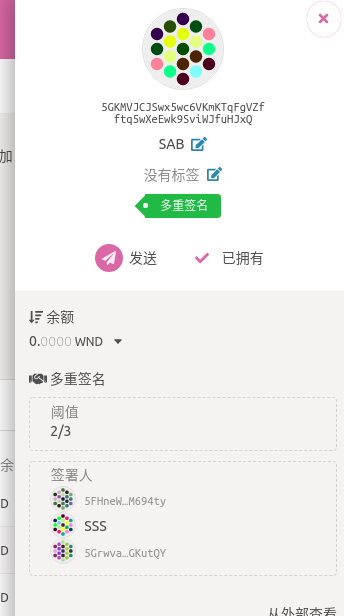 5GKMVJCJSwx5wc6VKmKTqFgVZf
ftq5wXeEwk9SviWJfuHJxQ
SAB
没有标签
多重签名
发送 已拥有
加
余额
0.0000 WND
多重签名
阈值
2/3
余
签署人
5FHneW…M694ty
D
SSS
D
5Grwva…GKutQY
D
从外部查看